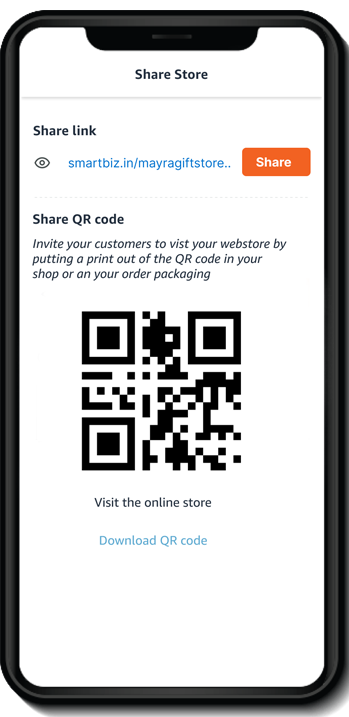 Share Store
Share link
smartbiz.in/mayragiftstore..
Share
Share QR code
Invite your customers to vist your webstore by
putting a print out of the QR code in your
shop or an your order packaging
Visit the online store
Download QR code